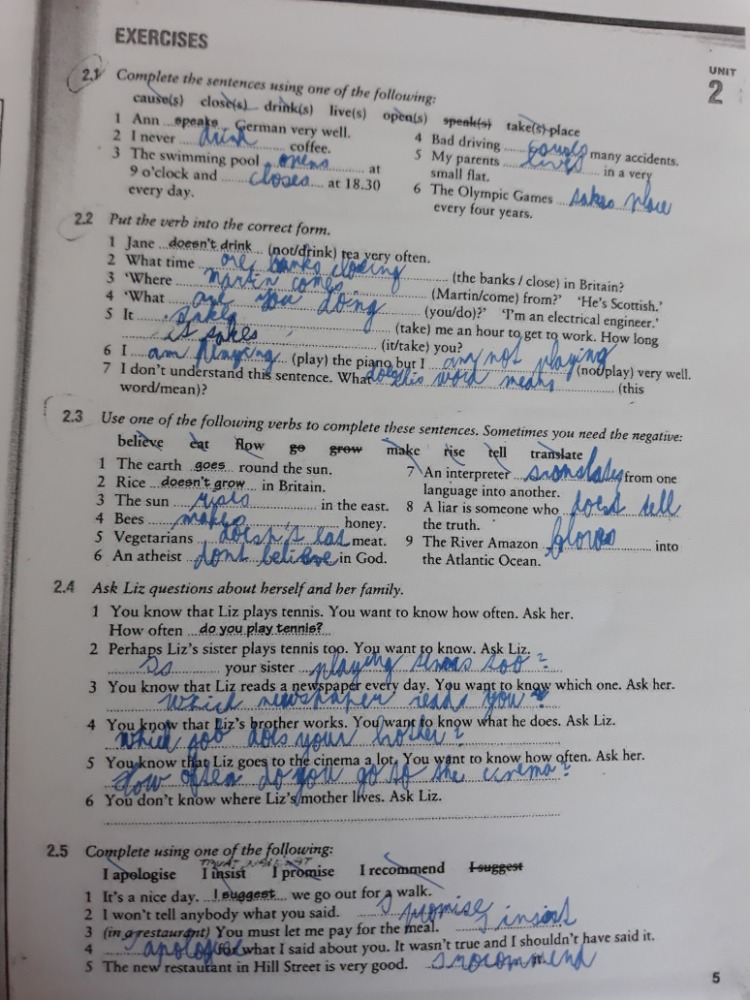 EXERCISES
UNIT
2
2.1 Complete the sentences using one of the following:
cause(s) close(s) drink(s) live(s) open(s) speak(s) take(s) place
1 Ann ...speaks... German very well.
2 I never ... drink ... coffee.
3 The swimming pool ... opens ... at
9 o'clock and ... closes ... at 18.30
every day.
4 Bad driving ... many accidents.
5 My parents ... lives ... in a very
small flat.
6 The Olympic Games ... takes place
every four years.
2.2 Put the verb into the correct form.
1 Jane ...doesn't drink... (not/drink) tea very often.
2 What time ... are banks closing ... (the banks / close) in Britain?
3 'Where ... martin comes ... (Martin/come) from?' 'He's Scottish.'
4 'What ... are you doing ... (you/do)?' 'I'm an electrical engineer.'
5 It ... takes ... (take) me an hour to get to work. How long
... it takes ... (it/take) you?
6 I ... am playing ... (play) the piano but I ... am not playing ... (not/play) very well.
7 I don't understand this sentence. What does this word means ... (this
word/mean)?
2.3 Use one of the following verbs to complete these sentences. Sometimes you need the negative:
believe eat flow go grow make rise tell translate
1 The earth ...goes... round the sun.
2 Rice ...doesn't grow... in Britain.
3 The sun ... rises ... in the east.
4 Bees ... makes ... honey.
5 Vegetarians ... doesn't eat meat.
6 An atheist ... dont believe in God.
7 An interpreter ... translates from one
language into another.
8 A liar is someone who ... tell
the truth.
9 The River Amazon ... flows ... into
the Atlantic Ocean.
2.4 Ask Liz questions about herself and her family.
1 You know that Liz plays tennis. You want to know how often. Ask her.
How often ...do you play tennis?...
2 Perhaps Liz's sister plays tennis too. You want to know. Ask Liz.
... Is ... your sister ... playing tennis too?
3 You know that Liz reads a newspaper every day. You want to know which one. Ask her.
which newspaper reads you?
4 You know that Liz's brother works. You want to know what he does. Ask Liz.
which job does your brother?
5 You know that Liz goes to the cinema a lot. You want to know how often. Ask her.
How often do you go to the cinema?
6 You don't know where Liz's mother lives. Ask Liz.
2.5 Complete using one of the following:
I apologise I insist I promise I recommend I suggest
1 It's a nice day. ...I suggest... we go out for a walk.
2 I won't tell anybody what you said. ... I promise
3 (in a restaurant) You must let me pay for the meal. ... I insist
4 ... apologise for what I said about you. It wasn't true and I shouldn't have said it.
5 The new restaurant in Hill Street is very good. ... it.
5